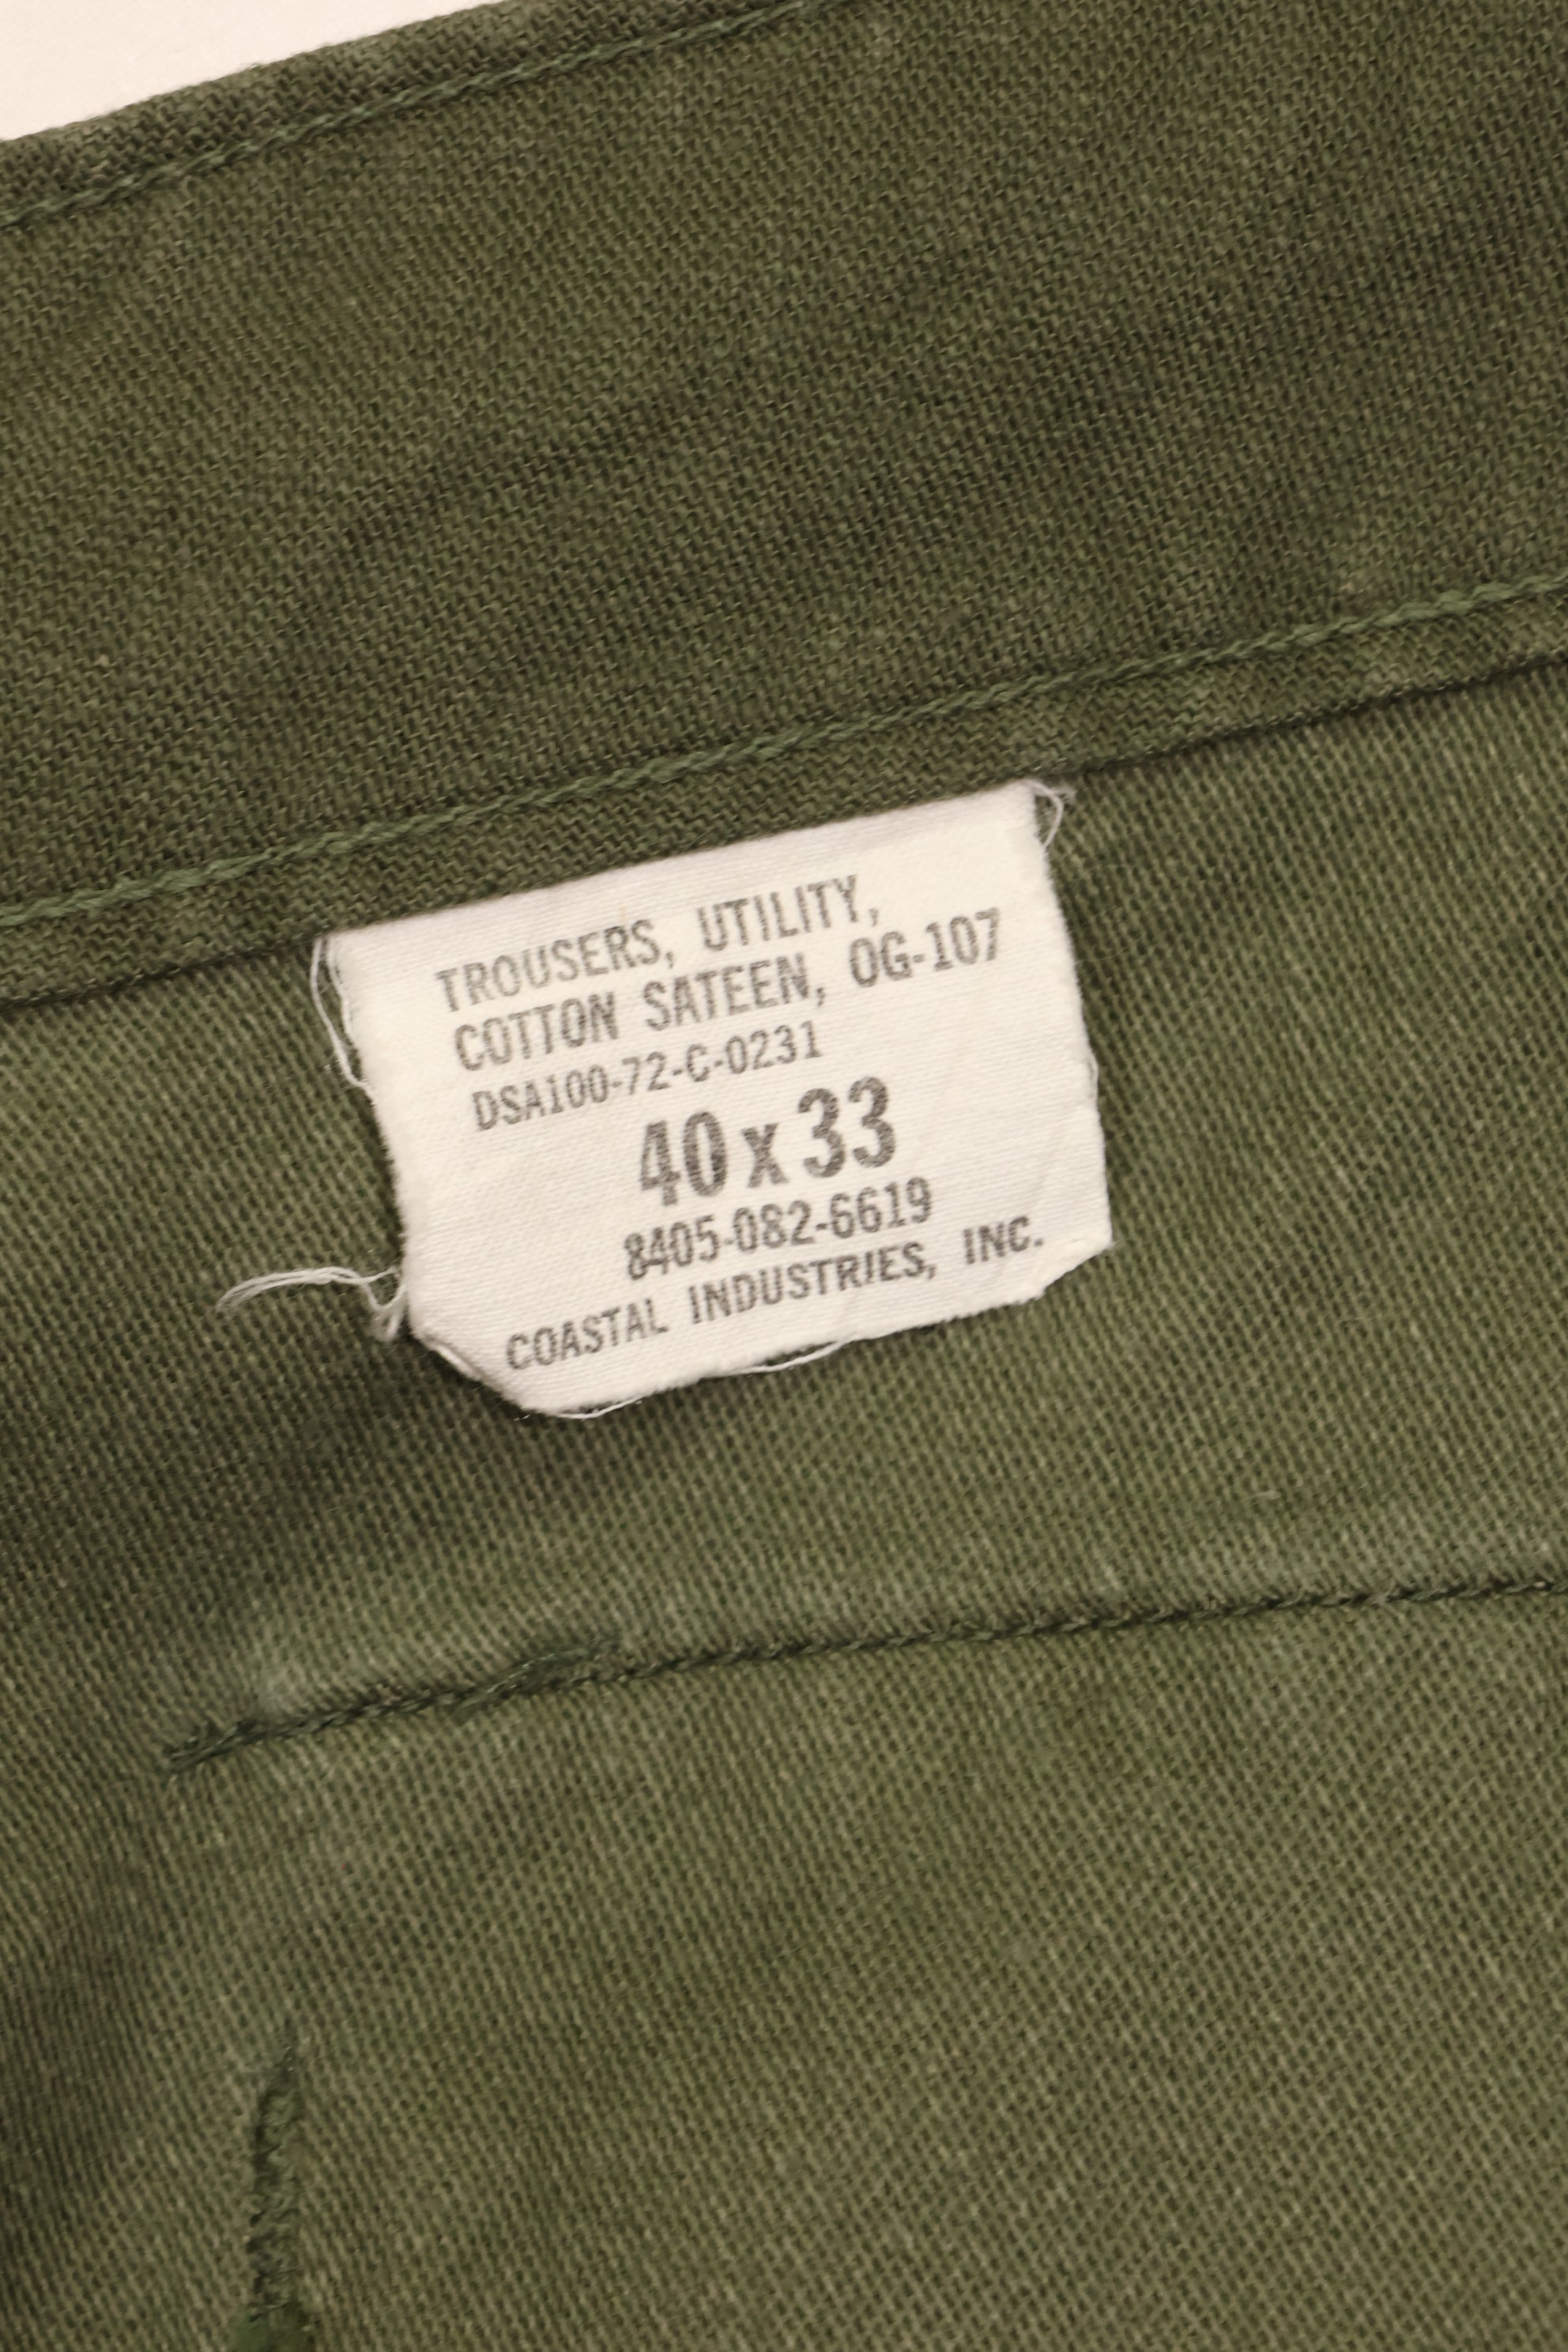 TROUSERS, UTILITY,
COTTON SATEEN, OG-107
DSA100-72-C-0231
40 x 33
8405-082-6619
COASTAL INDUSTRIES, INC.